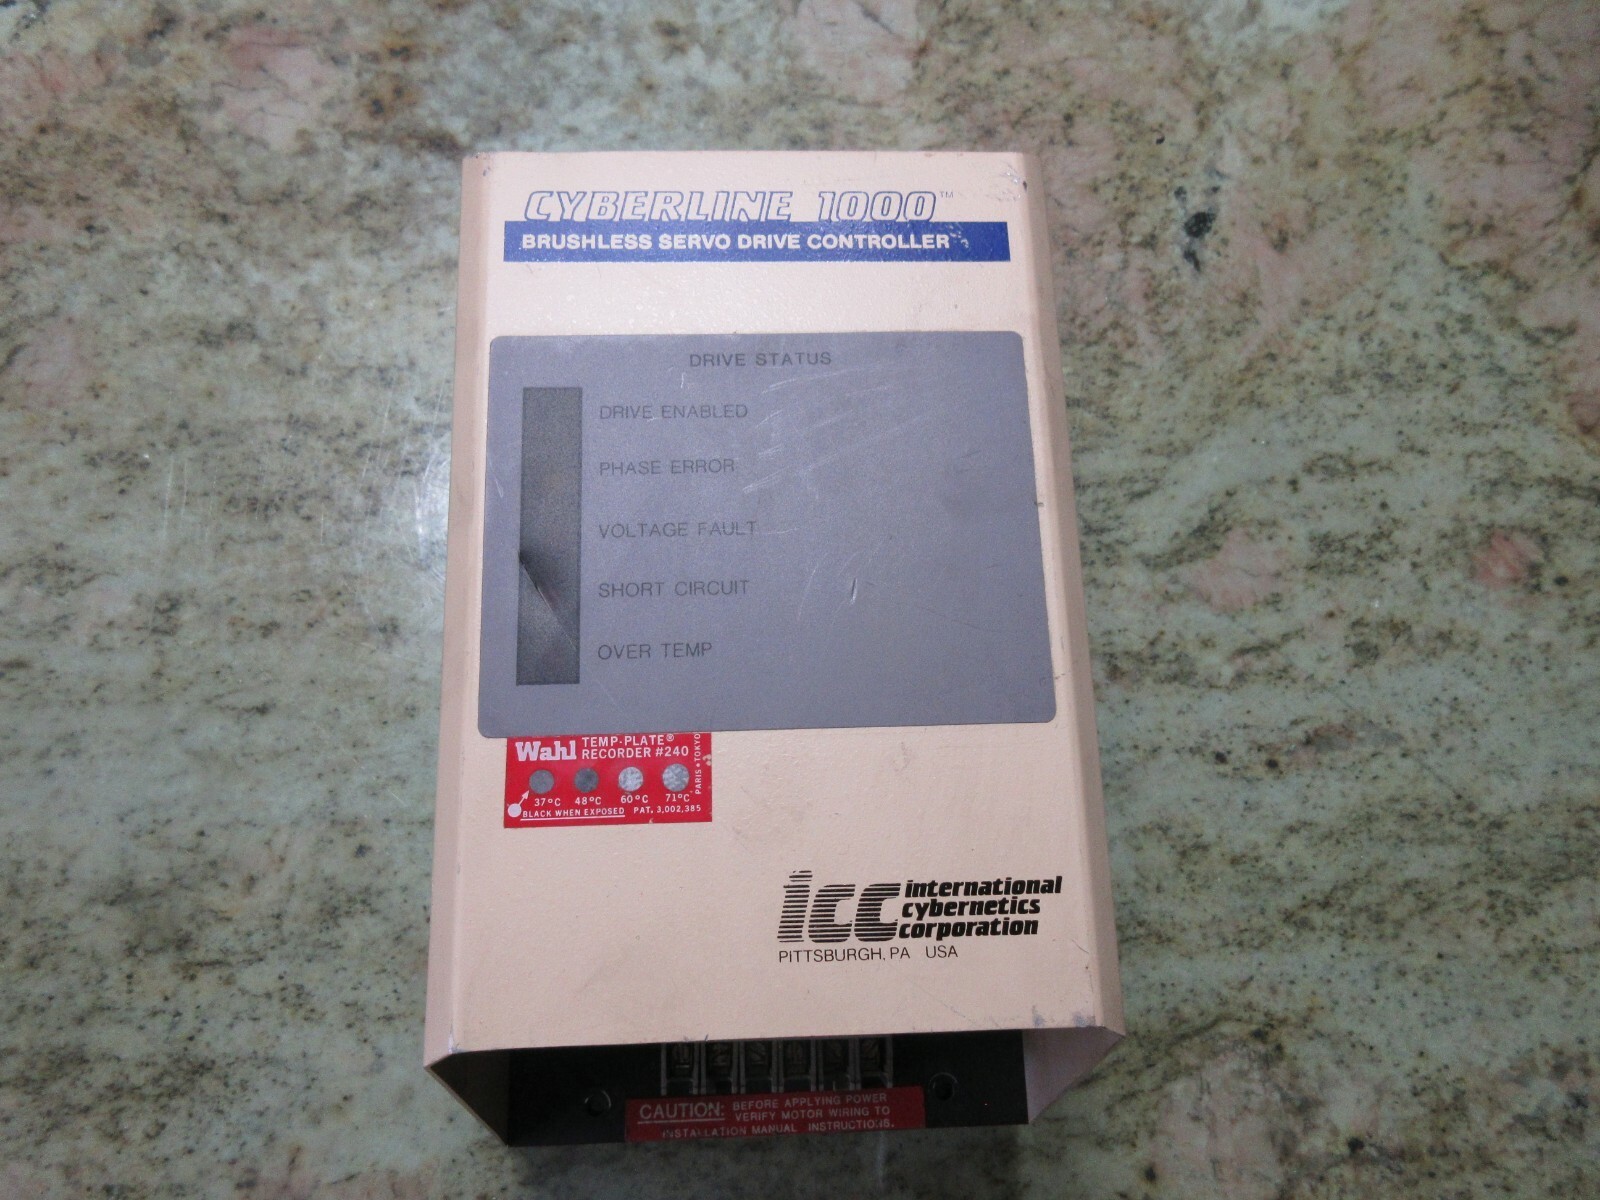 CYBERLINE 1000™
BRUSHLESS SERVO DRIVE CONTROLLER
DRIVE STATUS
DRIVE ENABLED
PHASE ERROR
VOLTAGE FAULT
SHORT CIRCUIT
OVER TEMP
Wahl TEMP-PLATE®
RECORDER #240
PARIS • TOKYO
37°C 48°C 60°C 71°C
BLACK WHEN EXPOSED PAT. 3,002,385
icc international
cybernetics
corporation
PITTSBURGH, PA USA
CAUTION: BEFORE APPLYING POWER
VERIFY MOTOR WIRING TO
INSTALLATION MANUAL INSTRUCTIONS.